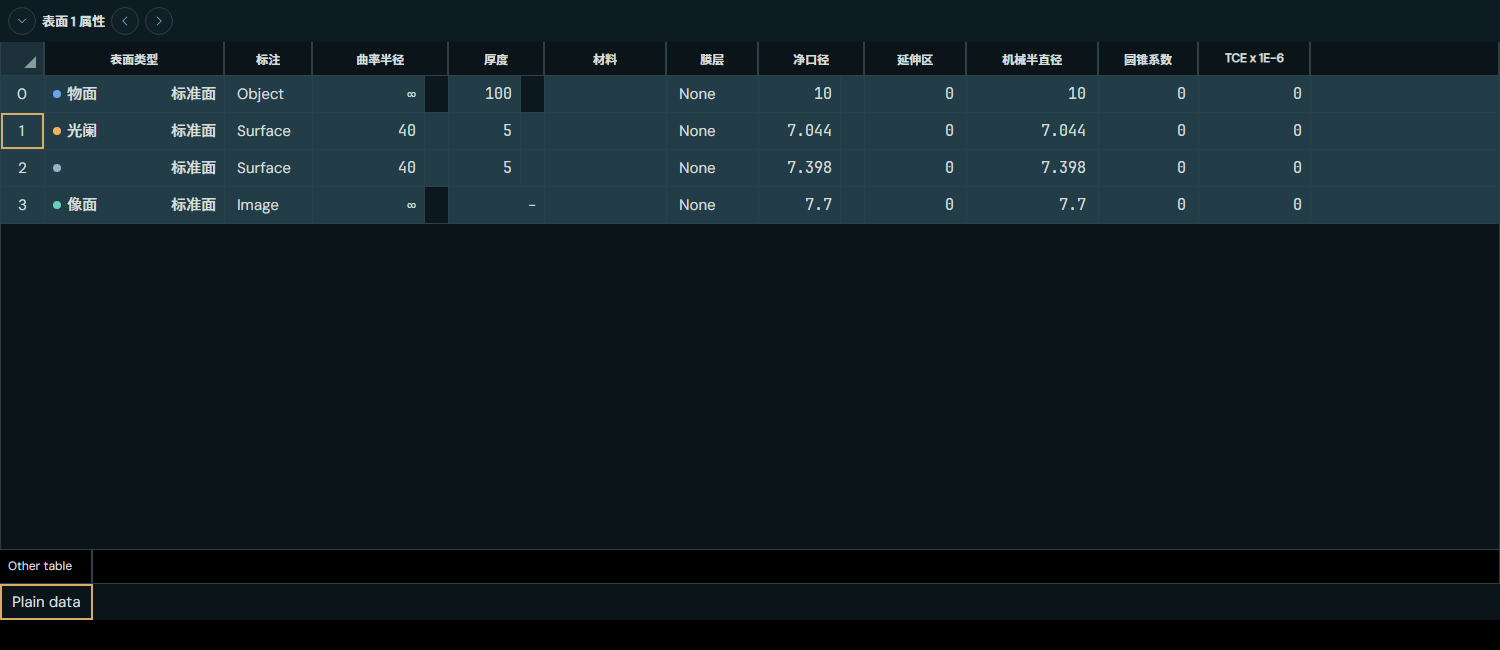 表面 1 属性
表面类型 标注 曲率半径 厚度 材料 膜层 净口径 延伸区 机械半直径 圆锥系数 TCE x 1E-6
0 物面 标准面 Object ∞ 100 None 10 0 10 0 0
1 光阑 标准面 Surface 40 5 None 7.044 0 7.044 0 0
2 标准面 Surface 40 5 None 7.398 0 7.398 0 0
3 像面 标准面 Image ∞ - None 7.7 0 7.7 0 0
Other table
Plain data